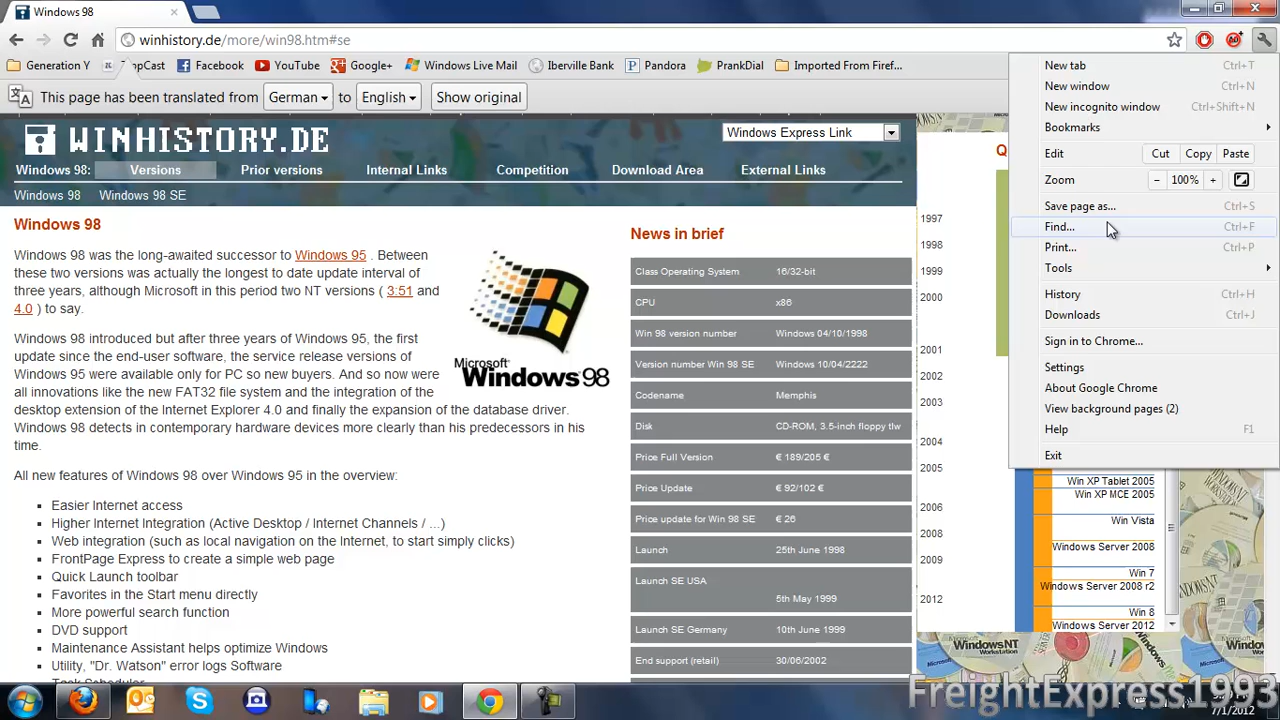 Windows 98
winhistory.de/more/win98.htm#se
Generation Y
Facebook
YouTube
Google+
Windows Live Mail
Iberville Bank
Pandora
PrankDial
Imported From Firef...
This page has been translated from German to English Show original
WINHISTORY.DE
Windows Express Link
Windows 98: Versions Prior versions Internal Links Competition Download Area External Links
Windows 98 Windows 98 SE
Windows 98
Windows 98 was the long-awaited successor to Windows 95 . Between
these two versions was actually the longest to date update interval of
three years, although Microsoft in this period two NT versions ( 3:51 and
4.0 ) to say.
Windows 98 introduced but after three years of Windows 95, the first
update since the end-user software, the service release versions of
Windows 95 were available only for PC so new buyers. And so now were
all innovations like the new FAT32 file system and the integration of the
desktop extension of the Internet Explorer 4.0 and finally the expansion of the database driver.
Windows 98 detects in contemporary hardware devices more clearly than his predecessors in his
time.
All new features of Windows 98 over Windows 95 in the overview:
Easier Internet access
Higher Internet Integration (Active Desktop / Internet Channels / ...)
Web integration (such as local navigation on the Internet, to start simply clicks)
FrontPage Express to create a simple web page
Quick Launch toolbar
Favorites in the Start menu directly
More powerful search function
DVD support
Maintenance Assistant helps optimize Windows
Utility, "Dr. Watson" error logs Software
Task Scheduler
Microsoft
Windows98
News in brief
Class Operating System 16/32-bit
CPU x86
Win 98 version number Windows 04/10/1998
Version number Win 98 SE Windows 10/04/2222
Codename Memphis
Disk CD-ROM, 3.5-inch floppy tlw
Price Full Version € 189/205 €
Price Update € 92/102 €
Price update for Win 98 SE € 26
Launch 25th June 1998
Launch SE USA
5th May 1999
Launch SE Germany 10th June 1999
End support (retail) 30/06/2002
1997
1998
1999
2000
2001
2002
2003
2004
2005
2006
2008
2009
2012
New tab Ctrl+T
New window Ctrl+N
New incognito window Ctrl+Shift+N
Bookmarks
Edit Cut Copy Paste
Zoom − 100% +
Save page as... Ctrl+S
Find... Ctrl+F
Print... Ctrl+P
Tools
History Ctrl+H
Downloads Ctrl+J
Sign in to Chrome...
Settings
About Google Chrome
View background pages (2)
Help F1
Exit
Win XP Tablet 2005
Win XP MCE 2005
Win Vista
Windows Server 2008
Win 7
Windows Server 2008 r2
Win 8
Windows Server 2012
FreightExpress1993
7/1/2012